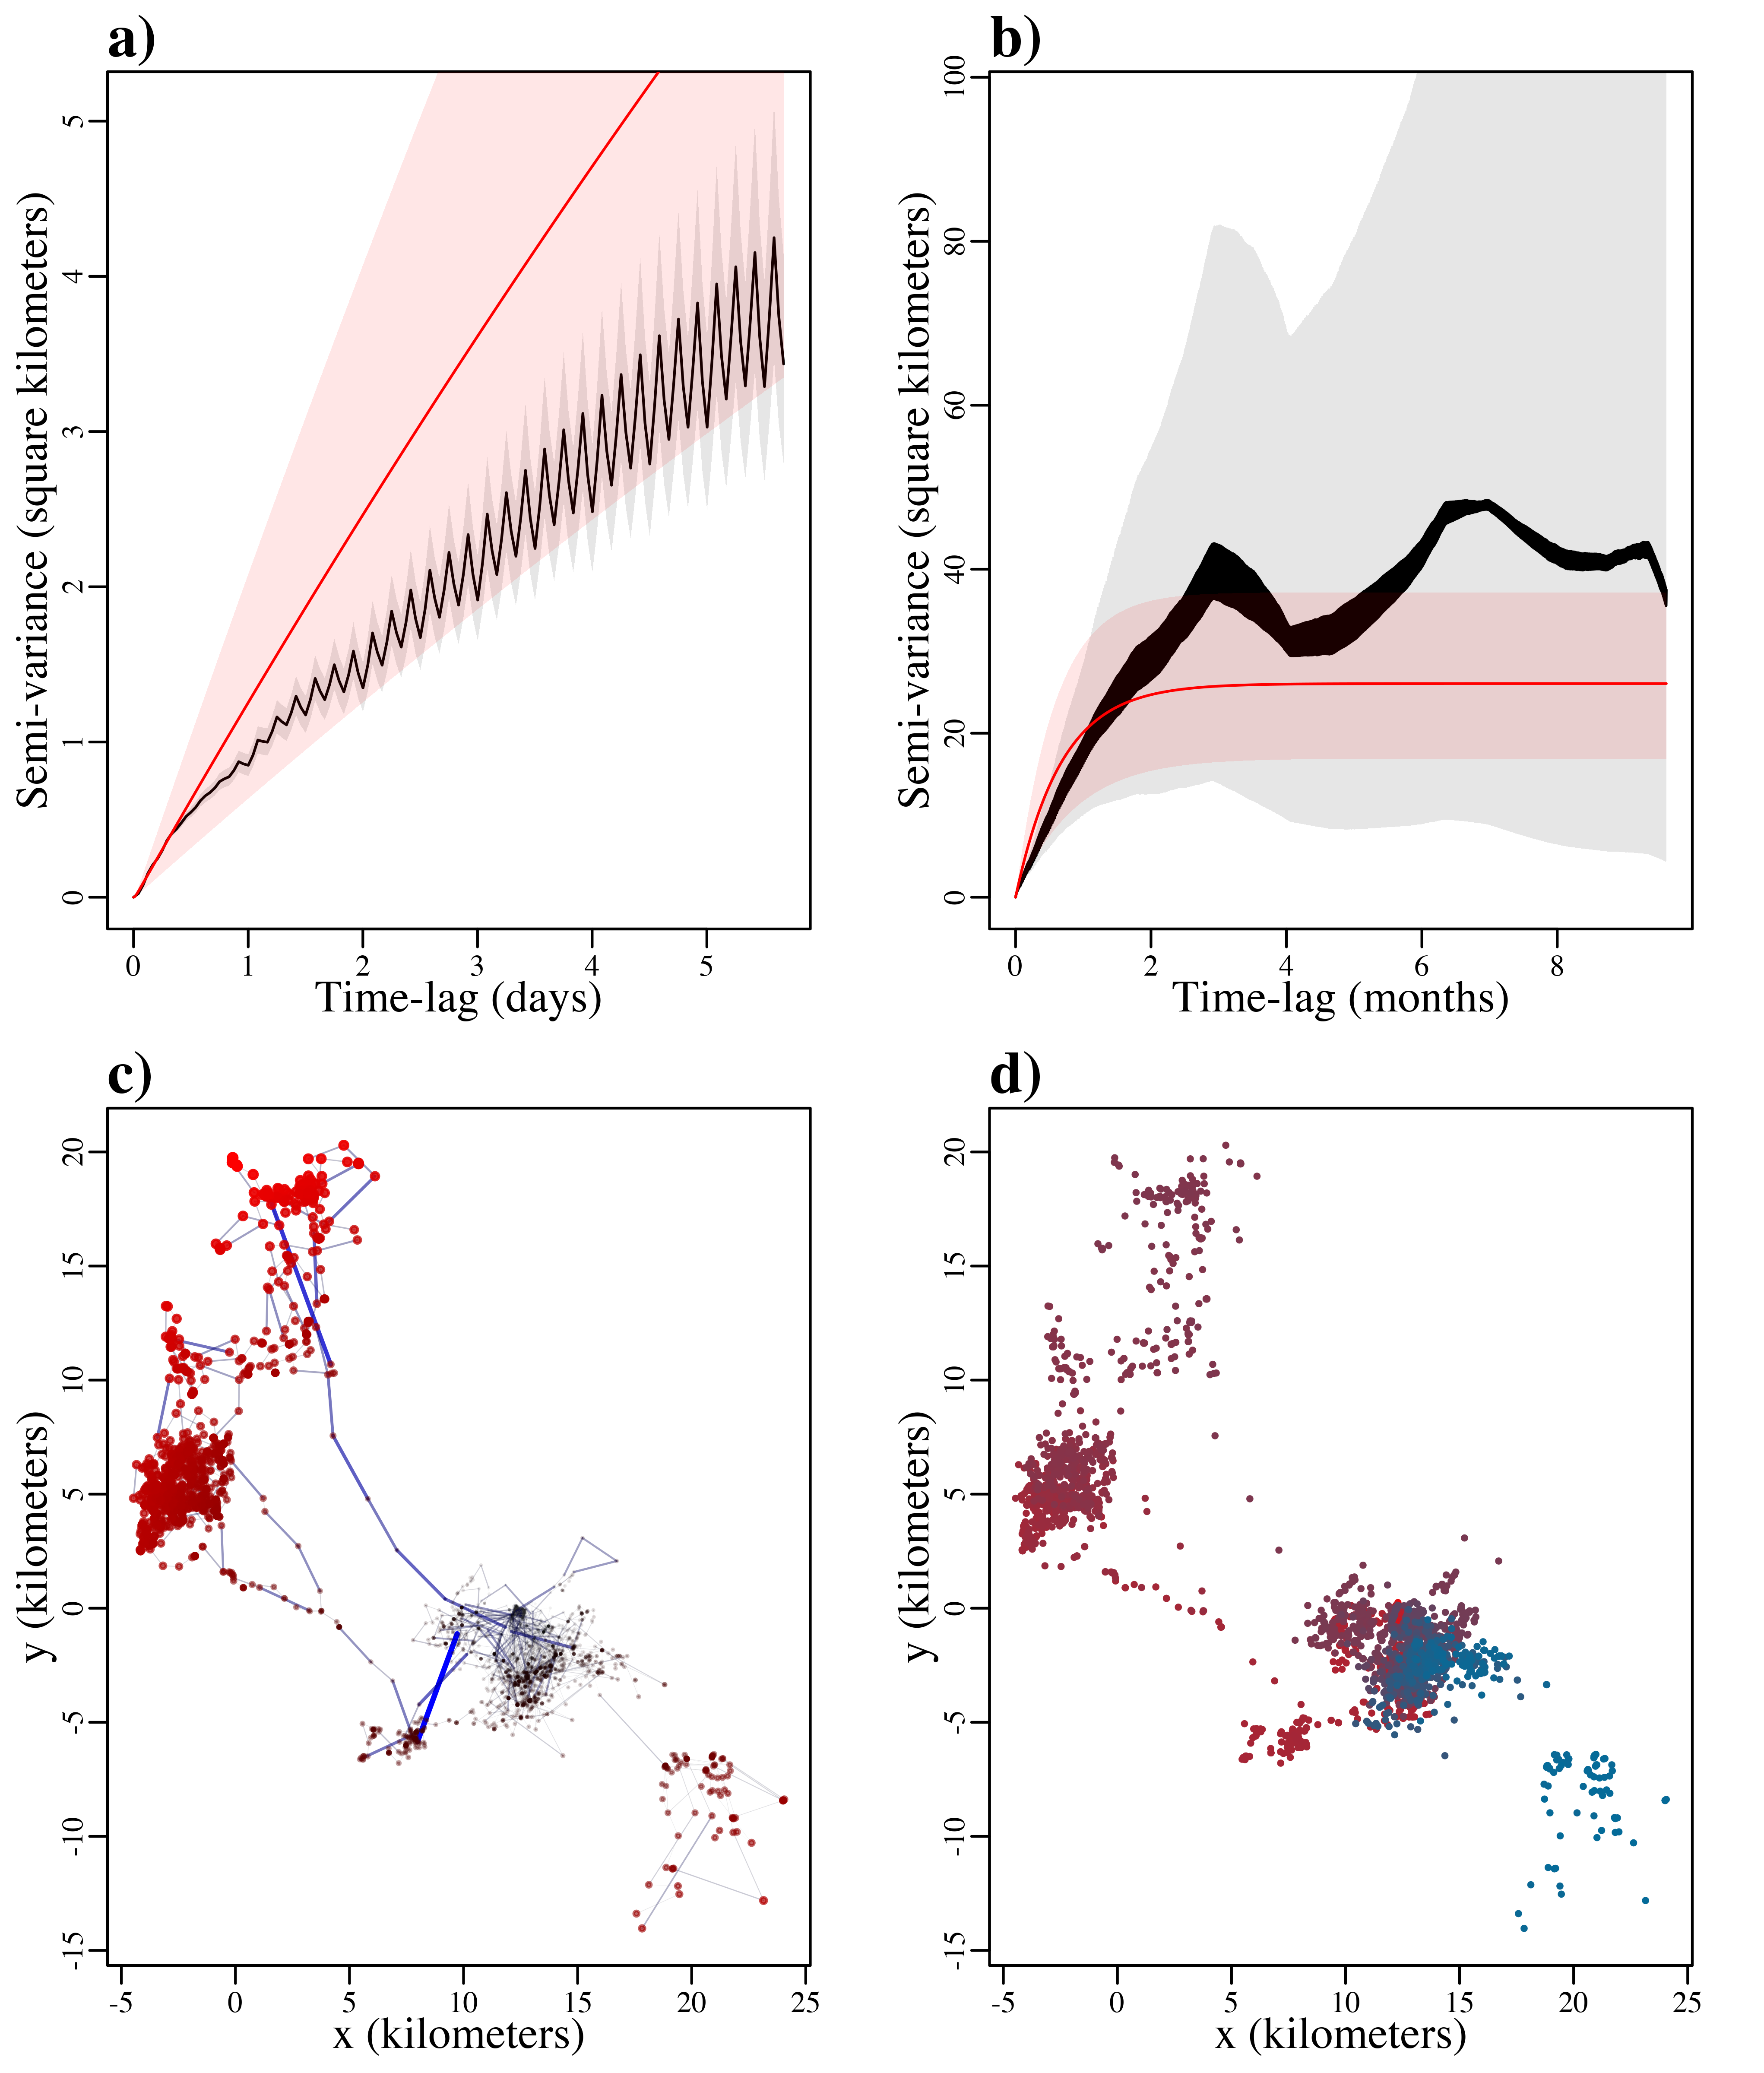 a)
Semi-variance (square kilometers)
0 1 2 3 4 5
0 1 2 3 4 5
Time-lag (days)
b)
Semi-variance (square kilometers)
0 20 40 60 80 100
0 2 4 6 8
Time-lag (months)
c)
y (kilometers)
-15 -10 -5 0 5 10 15 20
-5 0 5 10 15 20 25
x (kilometers)
d)
y (kilometers)
-15 -10 -5 0 5 10 15 20
-5 0 5 10 15 20 25
x (kilometers)